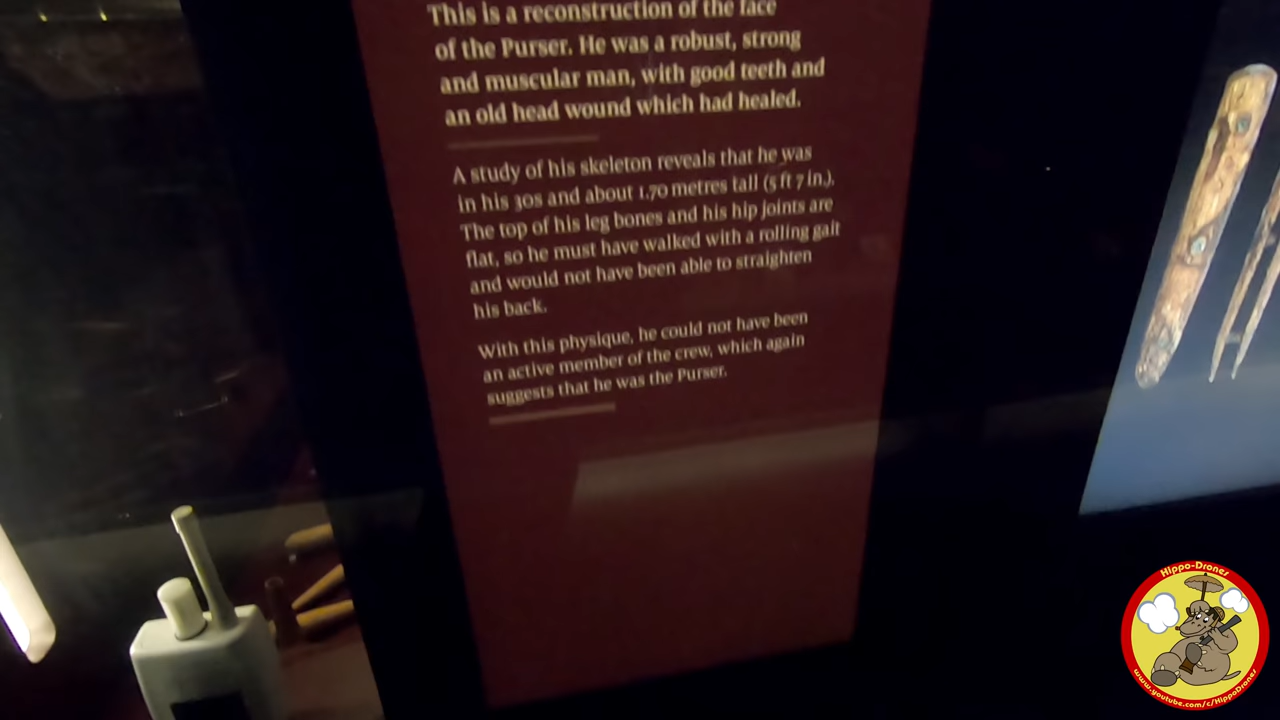 This is a reconstruction of the face
of the Purser. He was a robust, strong
and muscular man, with good teeth and
an old head wound which had healed.
A study of his skeleton reveals that he was
in his 30s and about 1.70 metres tall (5 ft 7 in.).
The top of his leg bones and his hip joints are
flat, so he must have walked with a rolling gait
and would not have been able to straighten
his back.
With this physique, he could not have been
an active member of the crew, which again
suggests that he was the Purser.
Hippo-Drones
www.youtube.com/c/HippoDrones